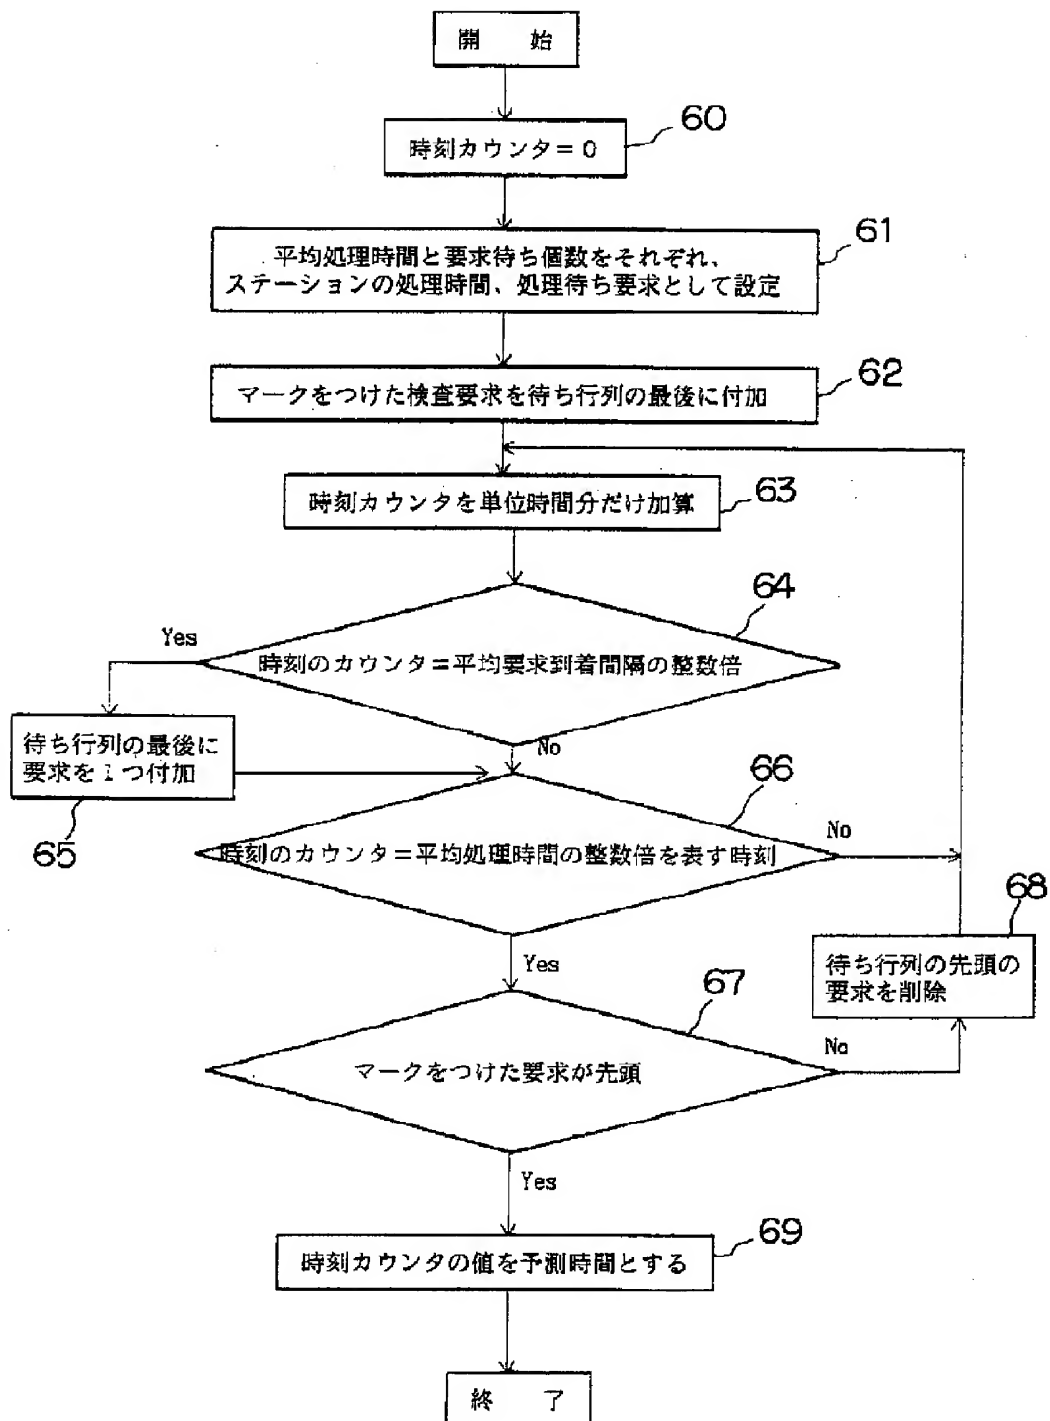 開　始
60
時刻カウンタ＝0
61
平均処理時間と要求待ち個数をそれぞれ、
ステーションの処理時間、処理待ち要求として設定
62
マークをつけた検査要求を待ち行列の最後に付加
63
時刻カウンタを単位時間分だけ加算
64
Yes
時刻のカウンタ＝平均要求到着間隔の整数倍
No
待ち行列の最後に
要求を1つ付加
65
66
No
時刻のカウンタ＝平均処理時間の整数倍を表す時刻
68
待ち行列の先頭の
要求を削除
Yes
67
No
マークをつけた要求が先頭
Yes
69
時刻カウンタの値を予測時間とする
終　了